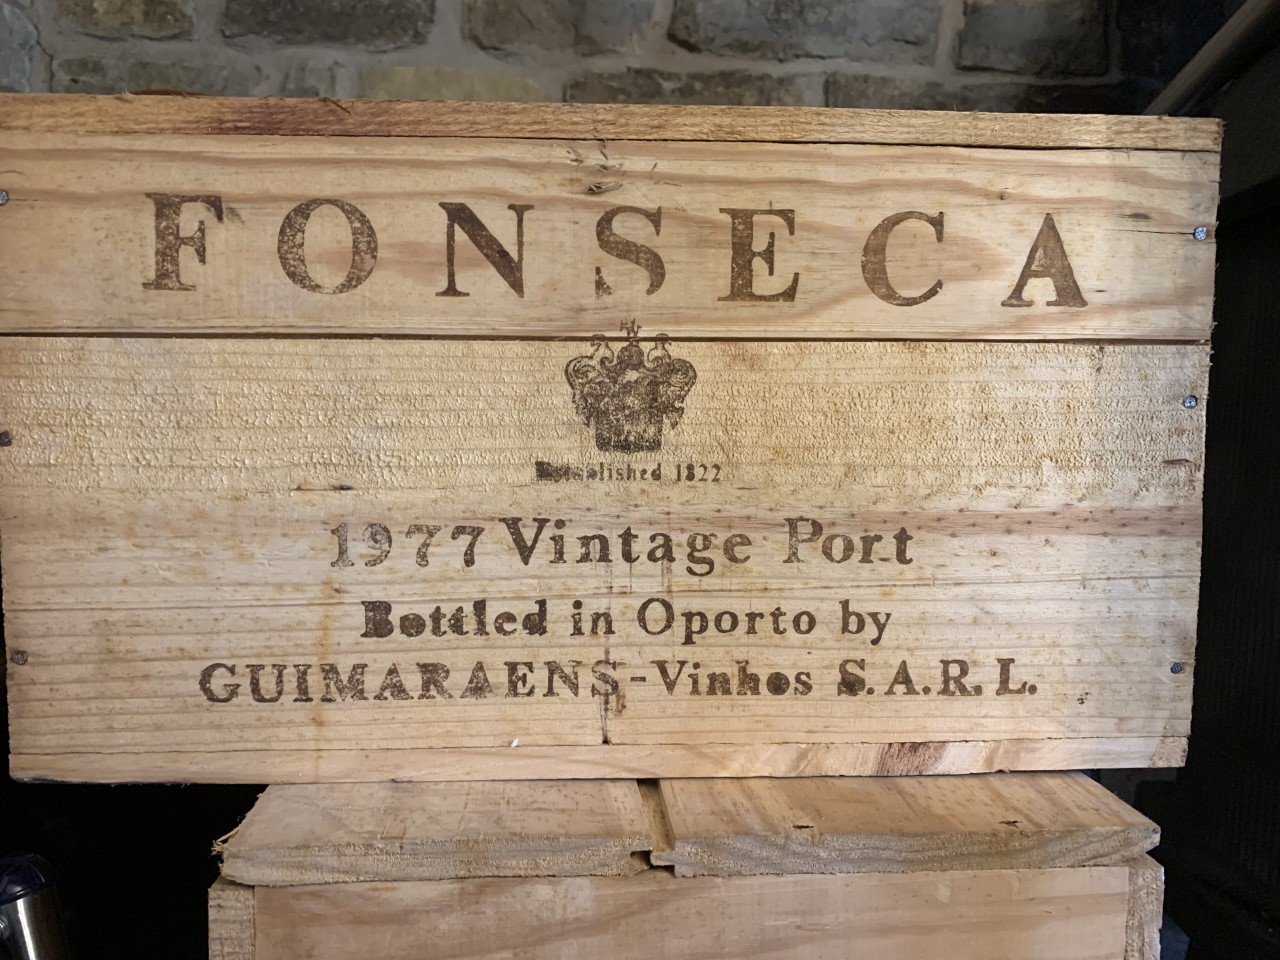 FONSECA
Established 1822
1977 Vintage Port
Bottled in Oporto by
GUIMARAENS-Vinhos S.A.R.L.